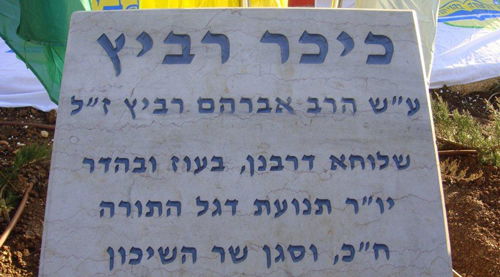 כיכר רביץ
ע"ש הרב אברהם רביץ ז"ל
שלוחא דרבנן, בעוז ובהדר
יו"ר תנועת דגל התורה
ח"כ, וסגן שר השיכון